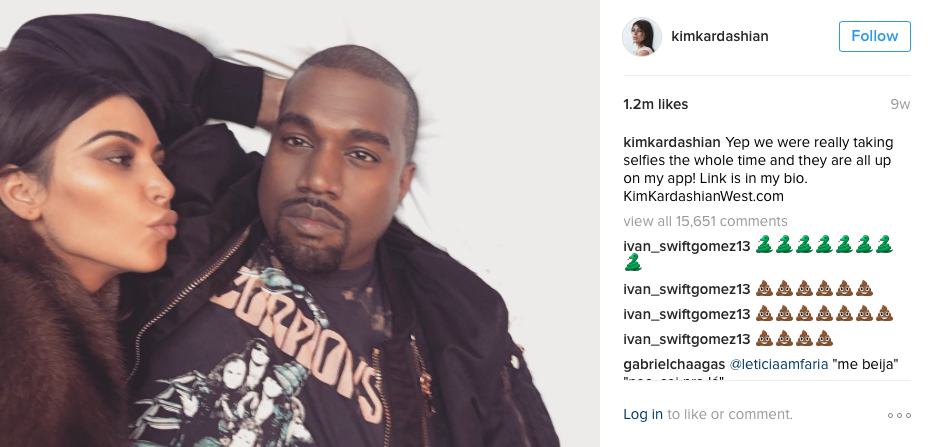 SCORPIONS
kimkardashian
Follow
1.2m likes
9w
kimkardashian Yep we were really taking
selfies the whole time and they are all up
on my app! Link is in my bio.
KimKardashianWest.com
view all 15,651 comments
ivan_swiftgomez13 🐍🐍🐍🐍🐍🐍🐍
🐍
ivan_swiftgomez13 💩💩💩💩💩💩
ivan_swiftgomez13 💩💩💩💩💩💩💩
ivan_swiftgomez13 💩💩💩💩
gabrielchaagas @leticiaamfaria "me beija"
Log in to like or comment.